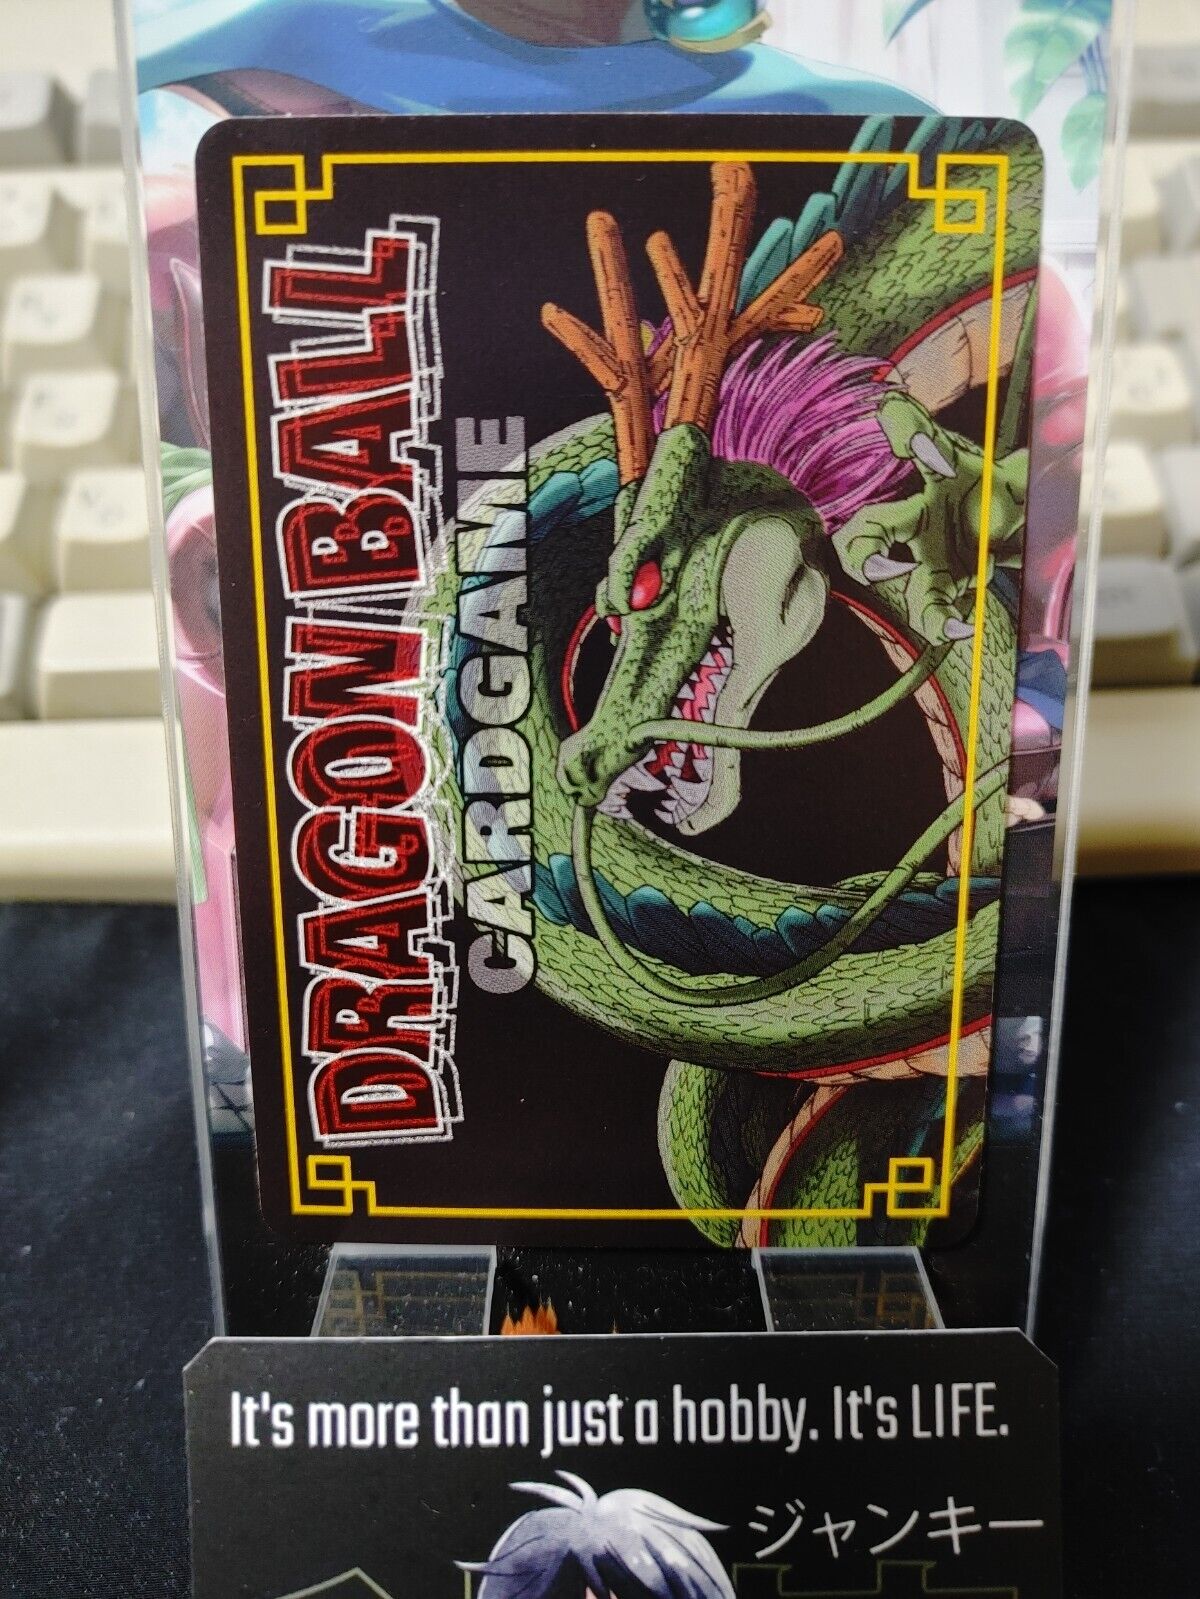 DRAGON BALL
CARDGAME
It's more than just a hobby. It's LIFE.
ジャンキー